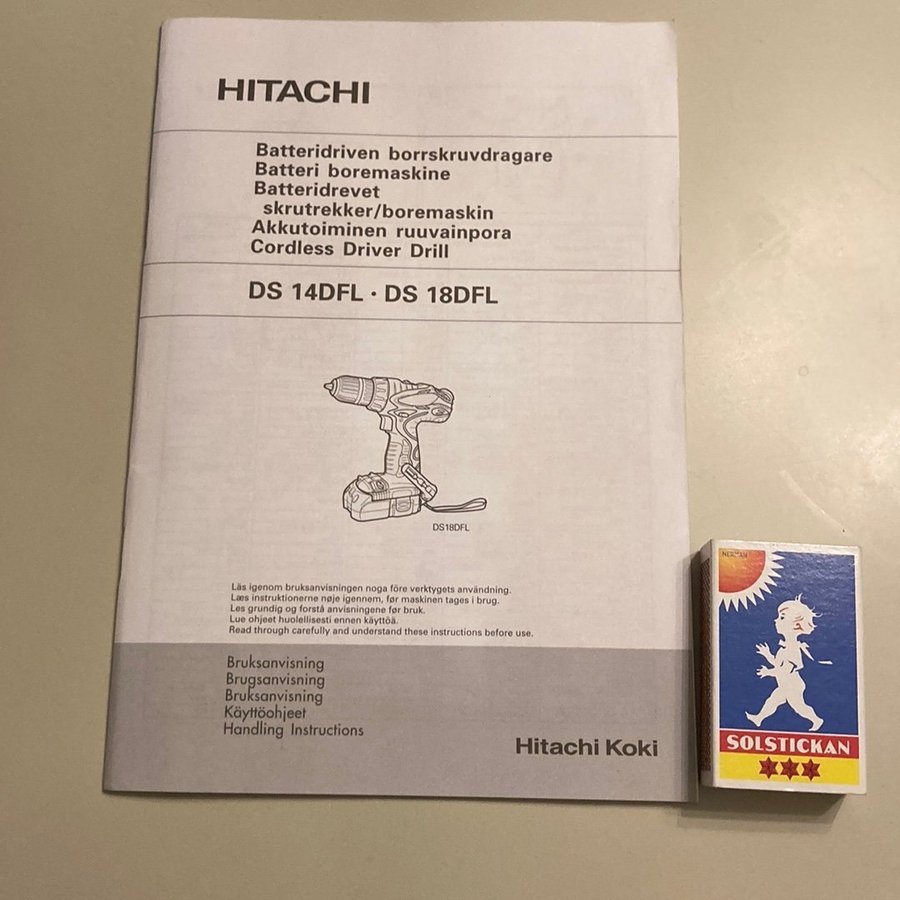 HITACHI
Batteridriven borrskruvdragare
Batteri boremaskine
Batteridrevet
skrutrekker/boremaskin
Akkutoiminen ruuvainpora
Cordless Driver Drill
DS 14DFL · DS 18DFL
DS18DFL
Läs igenom bruksanvisningen noga före verktygets användning.
Læs instruktionerne nøje igennem, før maskinen tages i brug.
Les grundig og forstå anvisningene før bruk.
Lue ohjeet huolellisesti ennen käyttöä.
Read through carefully and understand these instructions before use.
Bruksanvisning
Brugsanvisning
Bruksanvisning
Käyttöohjeet
Handling Instructions
Hitachi Koki
NERMAN
SOLSTICKAN